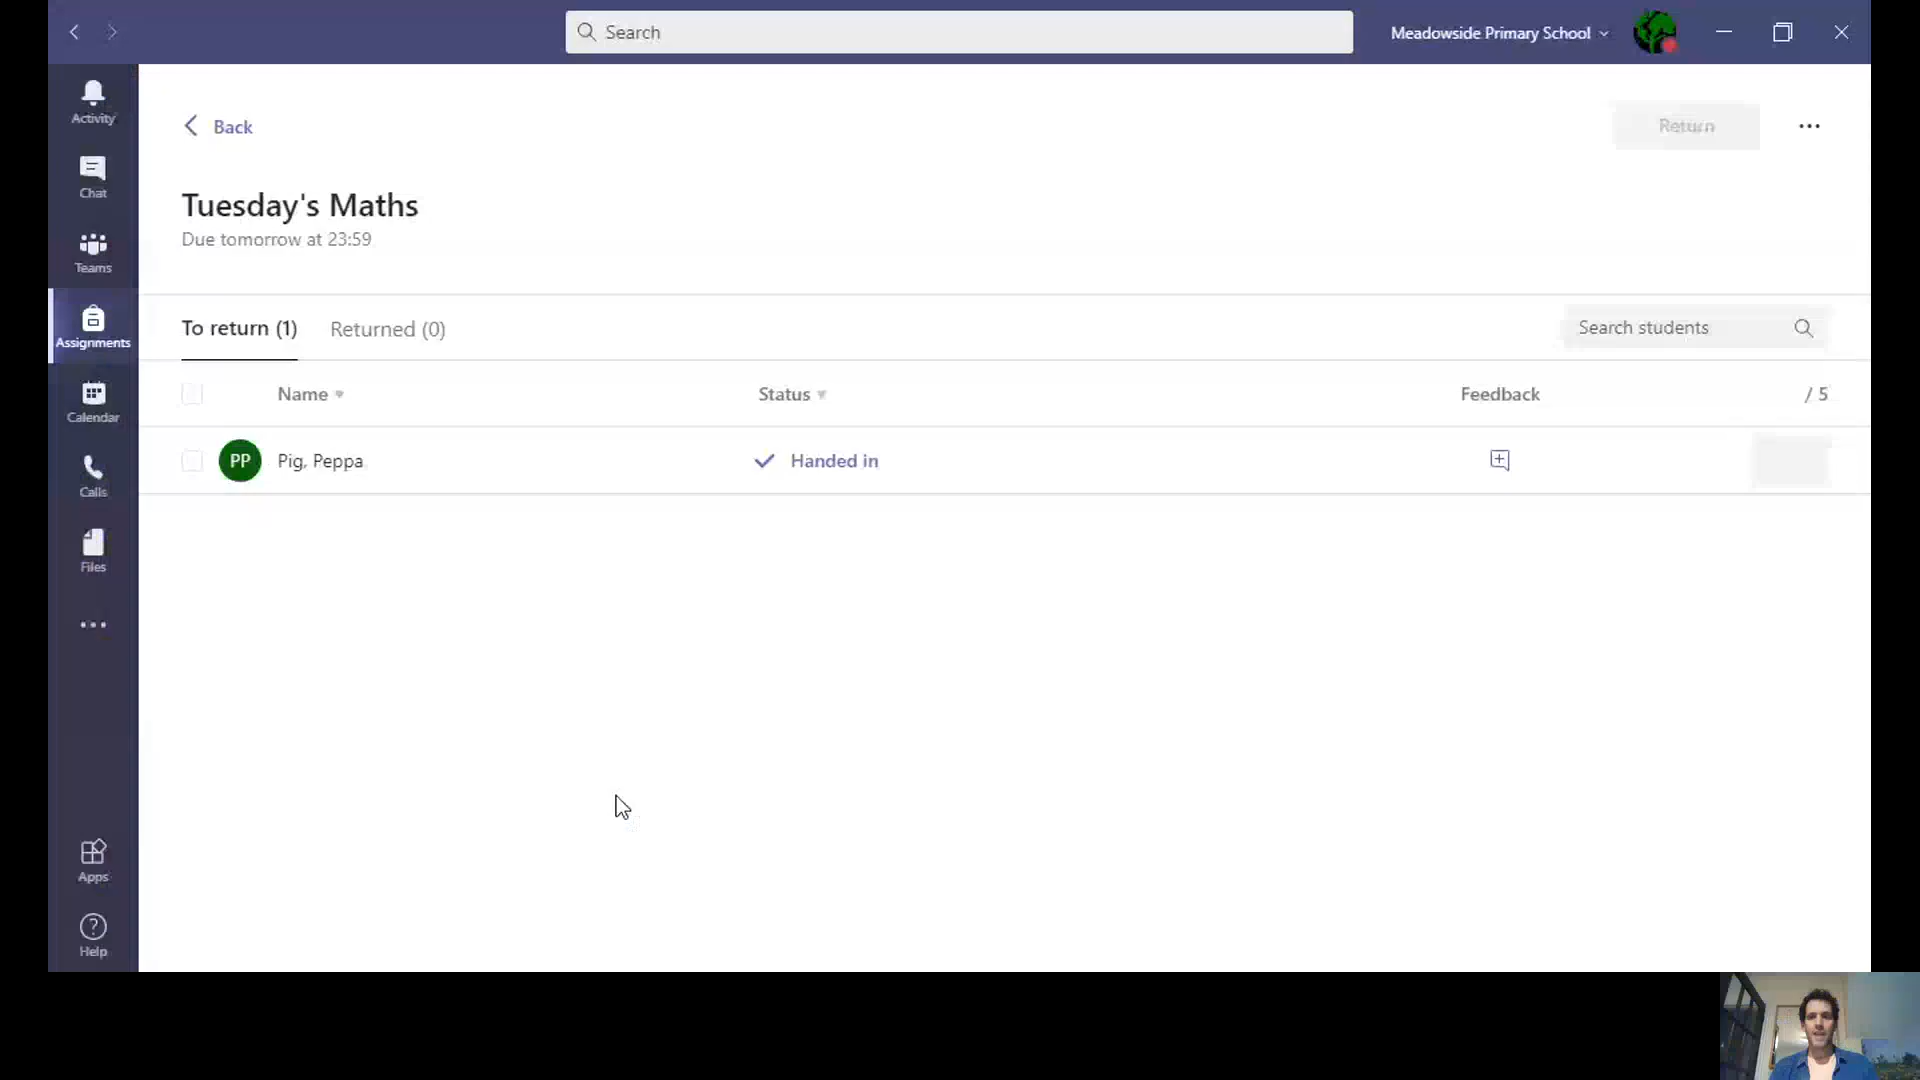 Search
Meadowside Primary School
Activity
Chat
Teams
Assignments
Calendar
Calls
Files
Apps
Help
Back
Return
Tuesday's Maths
Due tomorrow at 23:59
To return (1) Returned (0)
Search students
Name Status Feedback / 5
PP Pig, Peppa Handed in